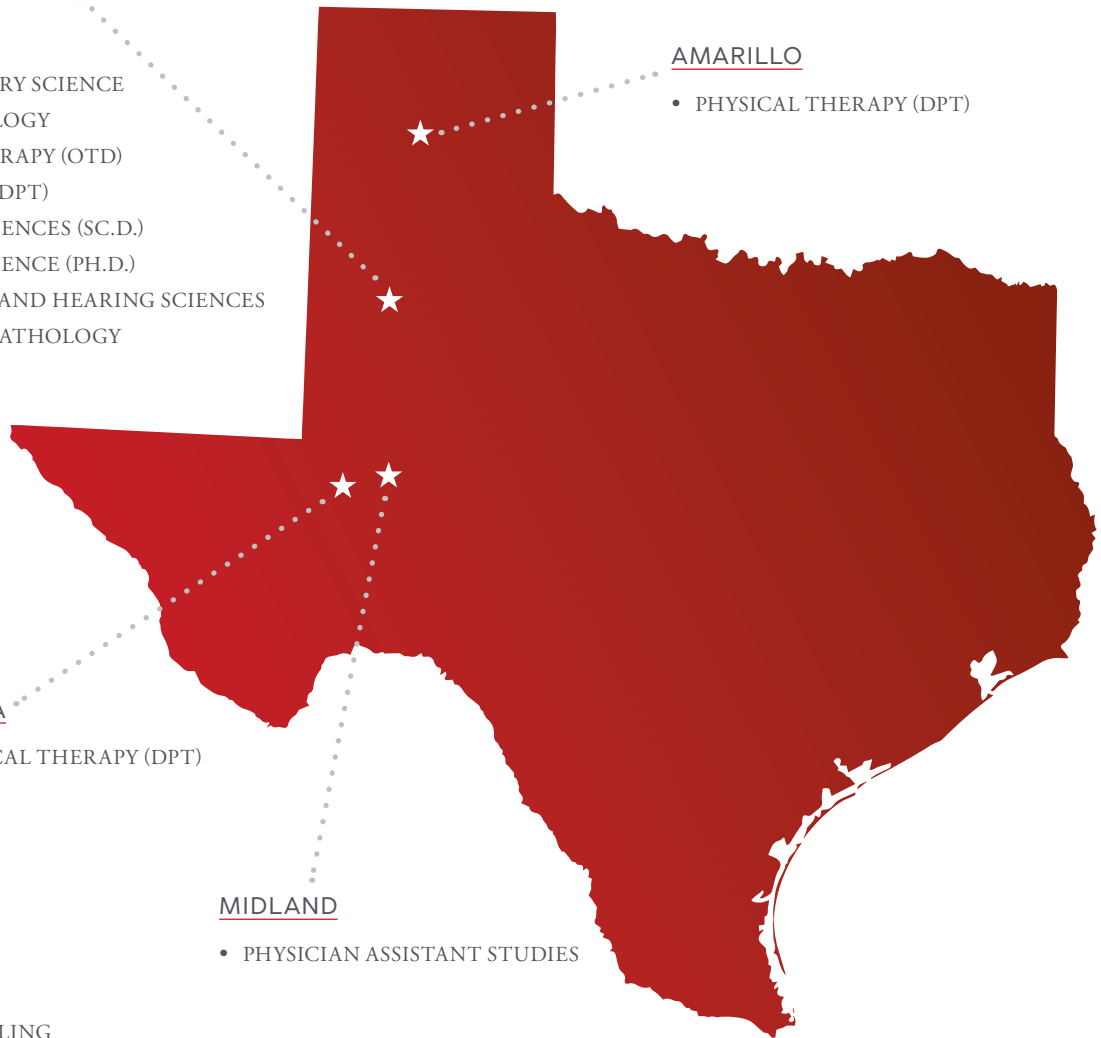 AMARILLO
• PHYSICAL THERAPY (DPT)
RY SCIENCE
LOGY
RAPY (OTD)
DPT)
ENCES (SC.D.)
ENCE (PH.D.)
AND HEARING SCIENCES
ATHOLOGY
A
CAL THERAPY (DPT)
MIDLAND
• PHYSICIAN ASSISTANT STUDIES
LING